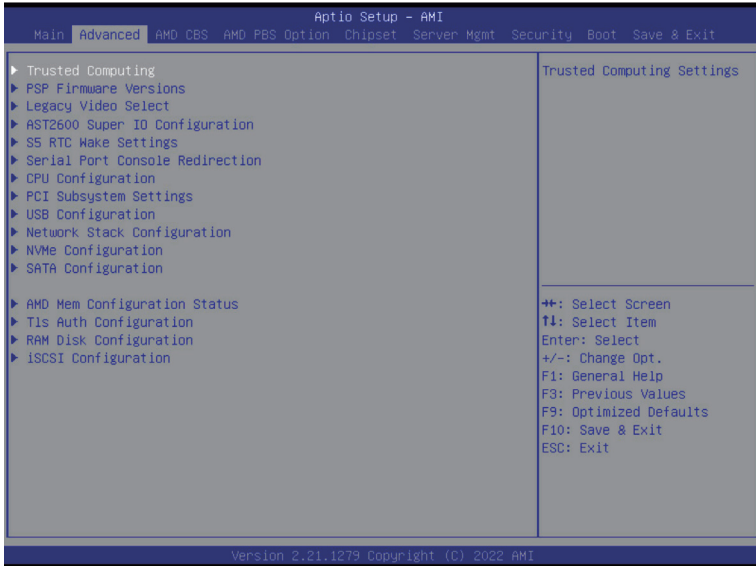 Aptio Setup – AMI
Main Advanced AMD CBS AMD PBS Option Chipset Server Mgmt Security Boot Save & Exit
Trusted Computing
PSP Firmware Versions
Legacy Video Select
AST2600 Super IO Configuration
S5 RTC Wake Settings
Serial Port Console Redirection
CPU Configuration
PCI Subsystem Settings
USB Configuration
Network Stack Configuration
NVMe Configuration
SATA Configuration
AMD Mem Configuration Status
Tls Auth Configuration
RAM Disk Configuration
iSCSI Configuration
Trusted Computing Settings
→←: Select Screen
↑↓: Select Item
Enter: Select
+/-: Change Opt.
F1: General Help
F3: Previous Values
F9: Optimized Defaults
F10: Save & Exit
ESC: Exit
Version 2.21.1279 Copyright (C) 2022 AMI